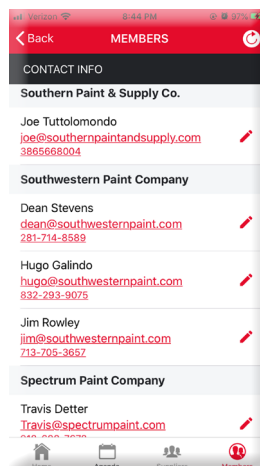 Verizon 8:44 PM 97%
Back MEMBERS
CONTACT INFO
Southern Paint & Supply Co.
Joe Tuttolomondo
joe@southernpaintandsupply.com
3865668004
Southwestern Paint Company
Dean Stevens
dean@southwesternpaint.com
281-714-8589
Hugo Galindo
hugo@southwesternpaint.com
832-293-9075
Jim Rowley
jim@southwesternpaint.com
713-705-3657
Spectrum Paint Company
Travis Detter
Travis@spectrumpaint.com